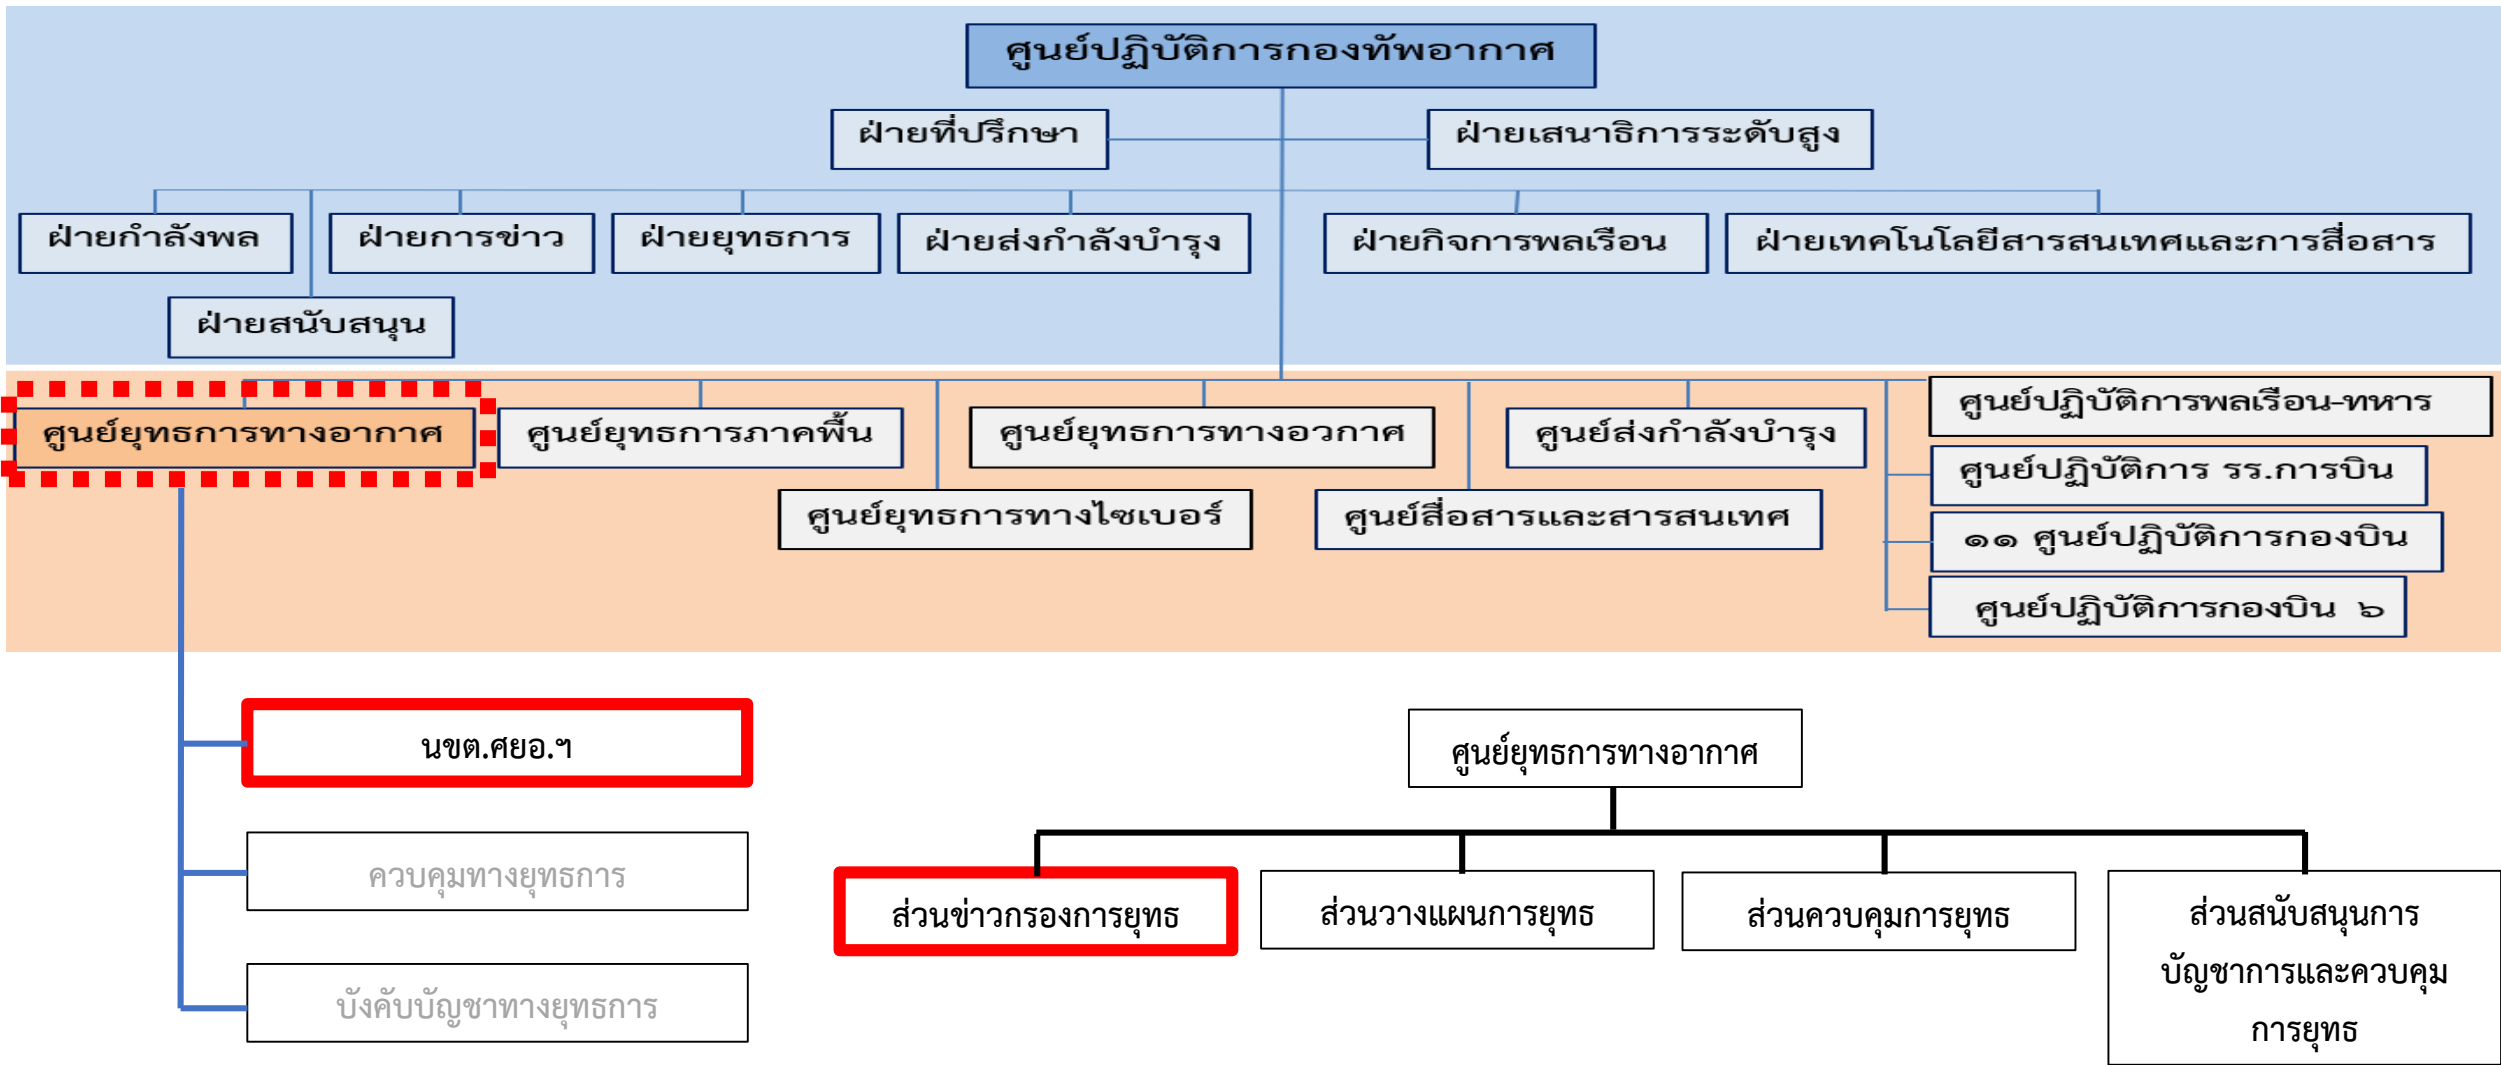 ศูนย์ปฏิบัติการกองทัพอากาศ
ฝ่ายที่ปรึกษา
ฝ่ายเสนาธิการระดับสูง
ฝ่ายกำลังพล
ฝ่ายการข่าว
ฝ่ายยุทธการ
ฝ่ายส่งกำลังบำรุง
ฝ่ายกิจการพลเรือน
ฝ่ายเทคโนโลยีสารสนเทศและการสื่อสาร
ฝ่ายสนับสนุน
ศูนย์ยุทธการทางอากาศ
ศูนย์ยุทธการภาคพื้น
ศูนย์ยุทธการทางอวกาศ
ศูนย์ส่งกำลังบำรุง
ศูนย์ปฏิบัติการพลเรือน-ทหาร
ศูนย์ปฏิบัติการ รร.การบิน
ศูนย์ยุทธการทางไซเบอร์
ศูนย์สื่อสารและสารสนเทศ
๑๑ ศูนย์ปฏิบัติการกองบิน
ศูนย์ปฏิบัติการกองบิน ๖
นขต.ศยอ.ฯ
ควบคุมทางยุทธการ
บังคับบัญชาทางยุทธการ
ศูนย์ยุทธการทางอากาศ
ส่วนข่าวกรองการยุทธ
ส่วนวางแผนการยุทธ
ส่วนควบคุมการยุทธ
ส่วนสนับสนุนการ
บัญชาการและควบคุม
การยุทธ